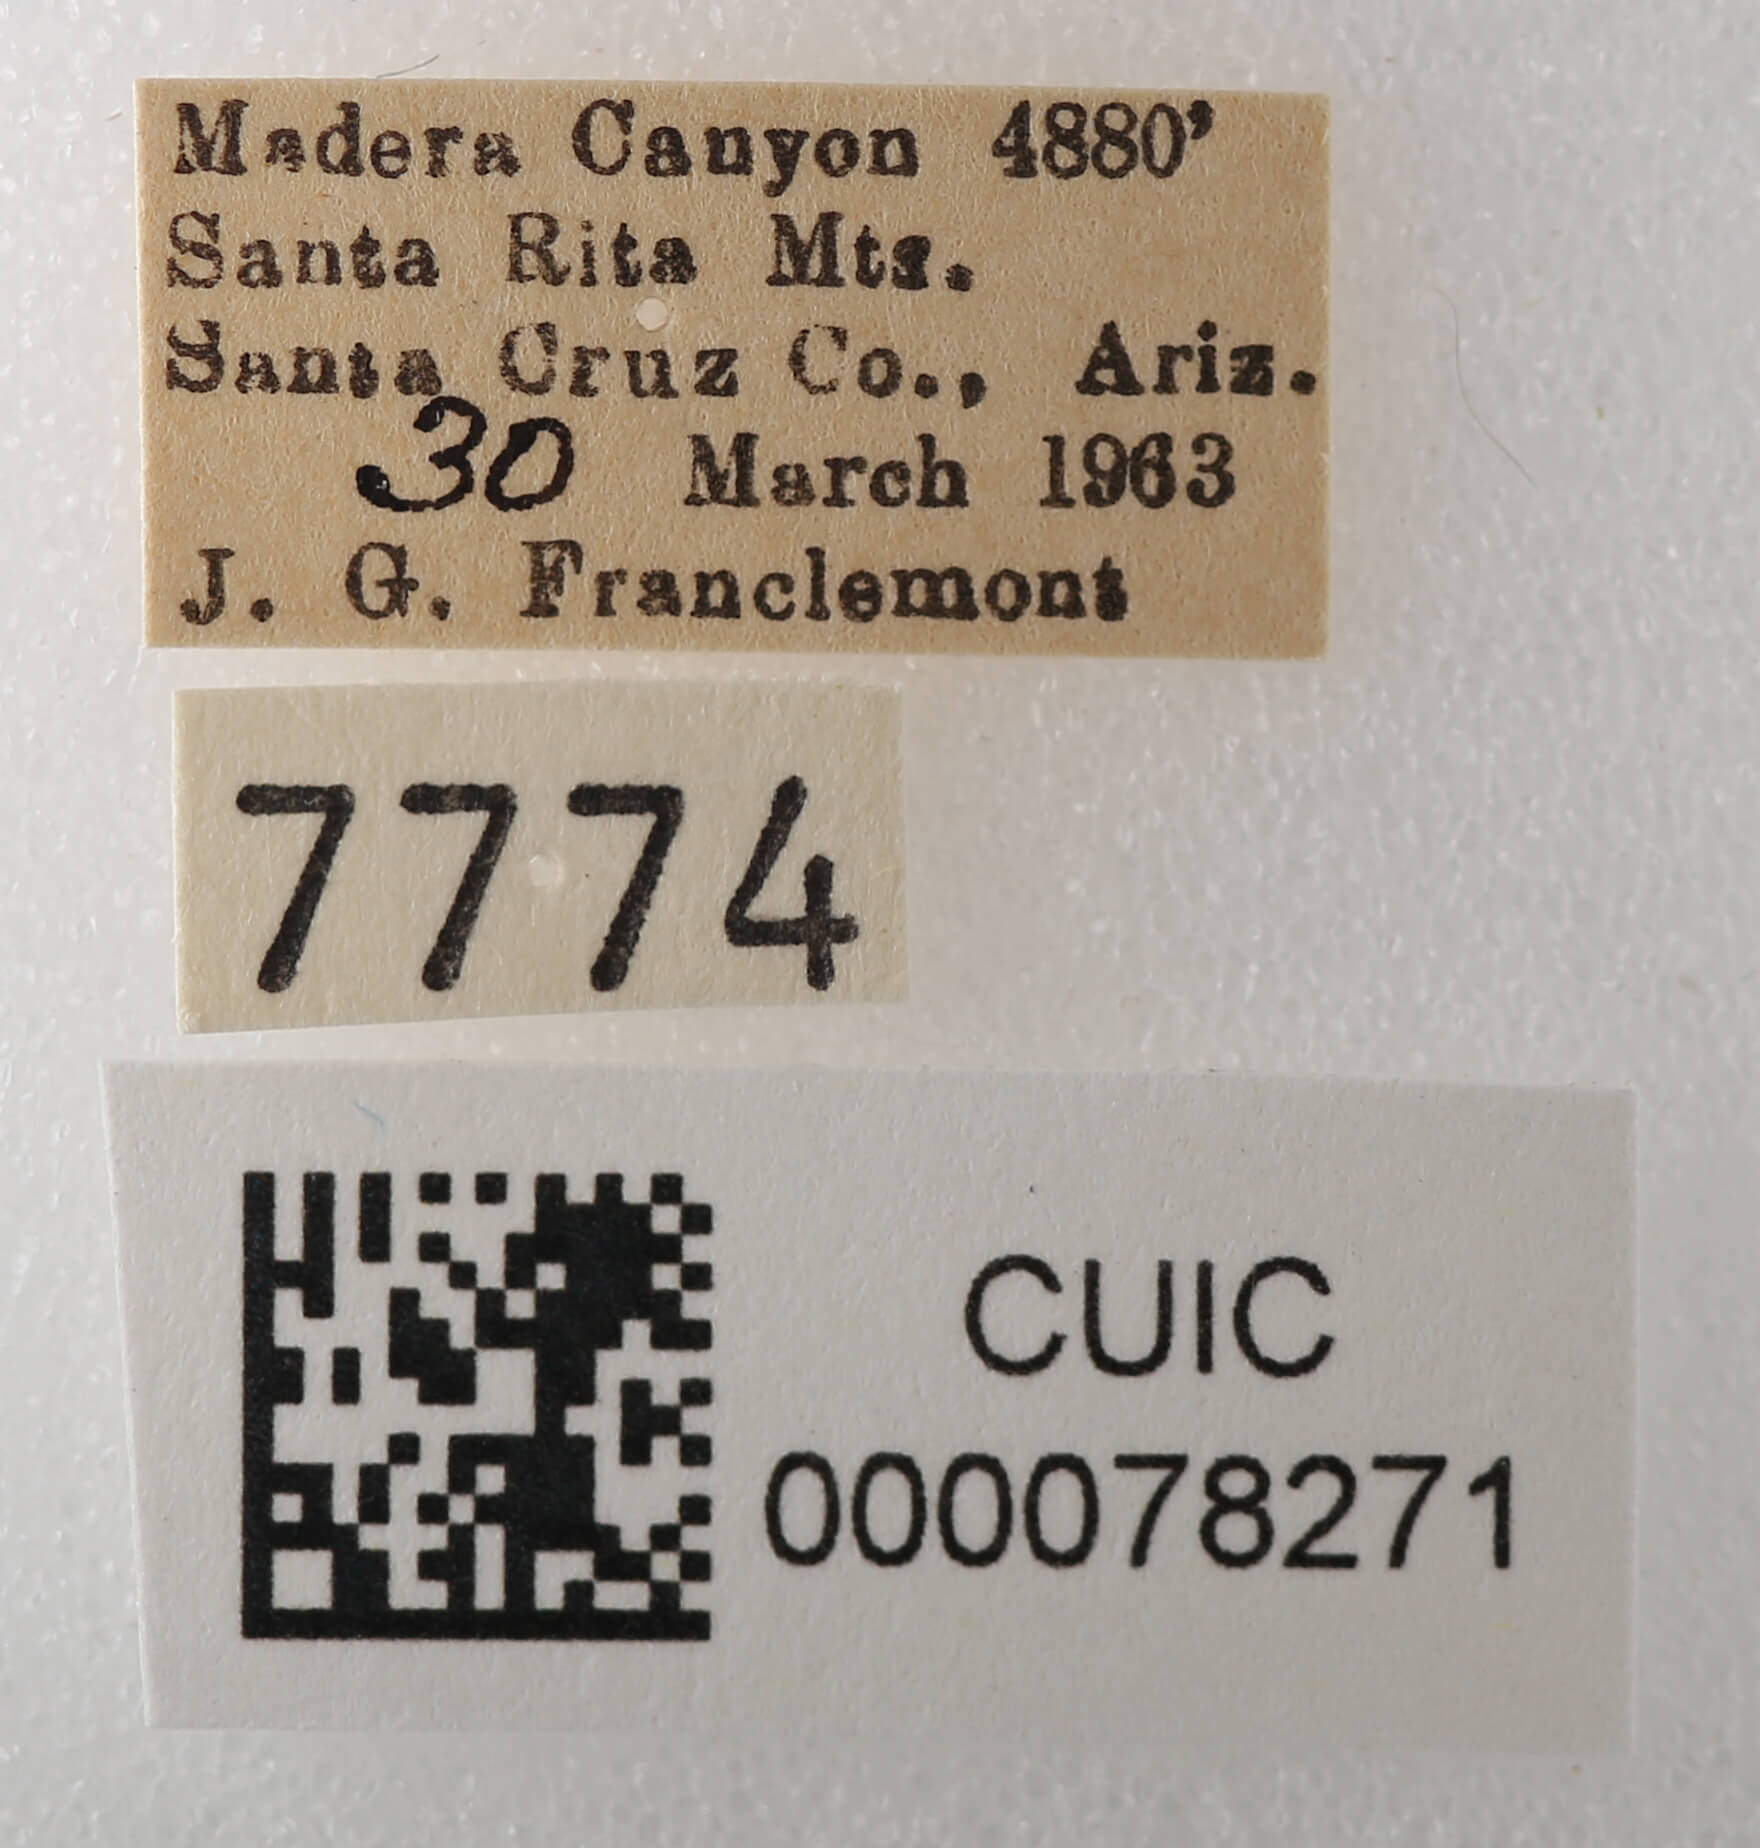 Madera Canyon 4880'
Santa Rita Mts.
Santa Cruz Co., Ariz.
30 March 1963
J. G. Franclemont
7774
CUIC
000078271